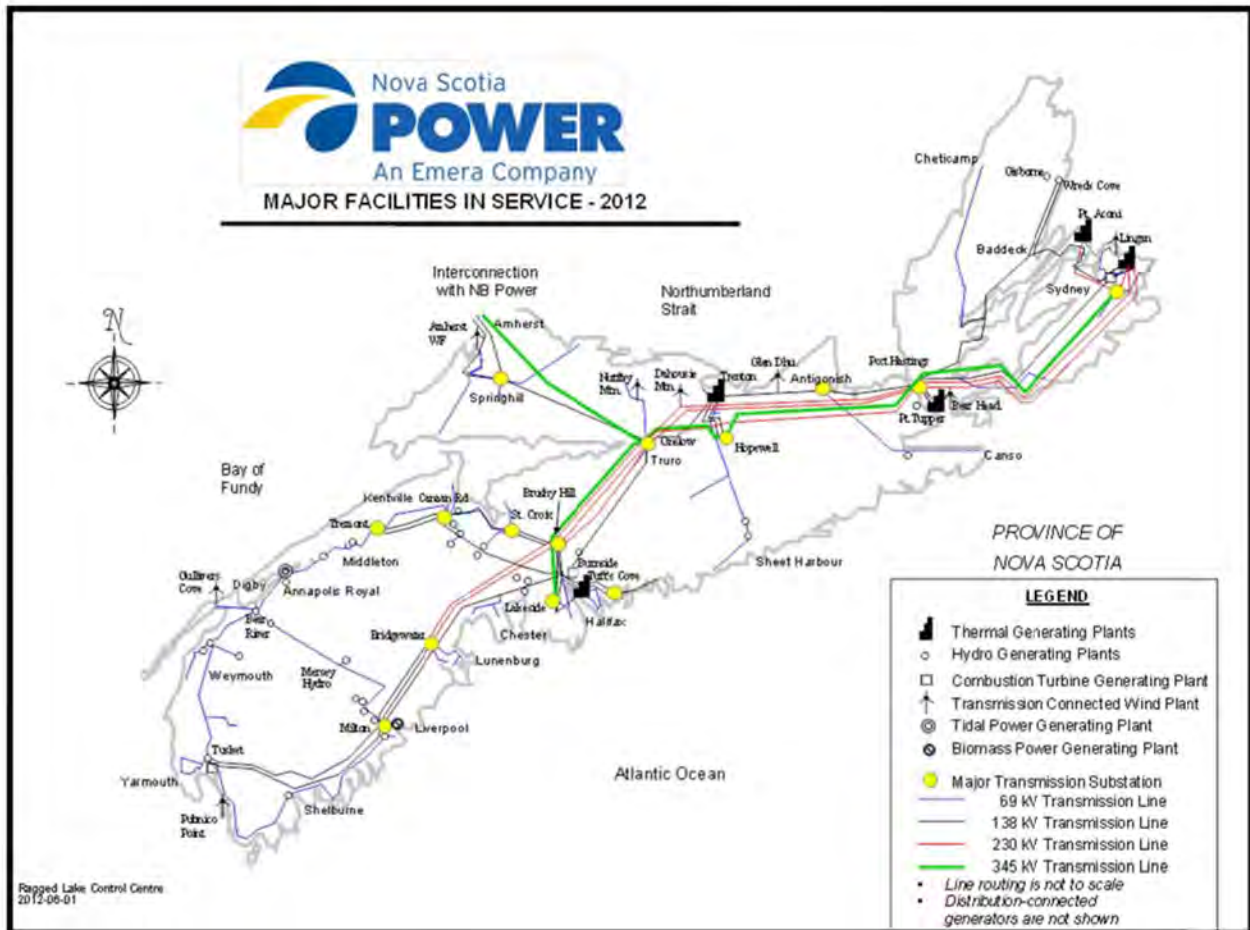 Nova Scotia
POWER
An Emera Company
MAJOR FACILITIES IN SERVICE - 2012
Cheticamp
Gisborne
Wreck Cove
Pt. Aconi
Lingan
Baddeck
Sydney
Interconnection
with NB Power
Northumberland
Strait
N
Amherst
WF
Amherst
Springhill
Nuttby
Mtn.
Dalhousie
Mtn.
Trenton
Glen Dhu
Antigonish
Port Hastings
Pt. Tupper
Bear Head
Onslow
Truro
Hopewell
Canso
Bay of
Fundy
Kentville
Canaan Rd
Brushy Hill
St. Croix
Tremont
Middleton
Burnside
Tufts Cove
Sheet Harbour
Gullivers
Cove
Digby
Annapolis Royal
Bear
River
Lakeside
Halifax
Chester
Bridgewater
Lunenburg
Weymouth
Mersey
Hydro
Milton
Liverpool
Tusket
Yarmouth
Shelburne
Pubnico
Point
Atlantic Ocean
PROVINCE OF
NOVA SCOTIA
LEGEND
Thermal Generating Plants
Hydro Generating Plants
Combustion Turbine Generating Plant
Transmission Connected Wind Plant
Tidal Power Generating Plant
Biomass Power Generating Plant
Major Transmission Substation
69 kV Transmission Line
138 kV Transmission Line
230 kV Transmission Line
345 kV Transmission Line
• Line routing is not to scale
• Distribution-connected
generators are not shown
Ragged Lake Control Centre
2012-06-01